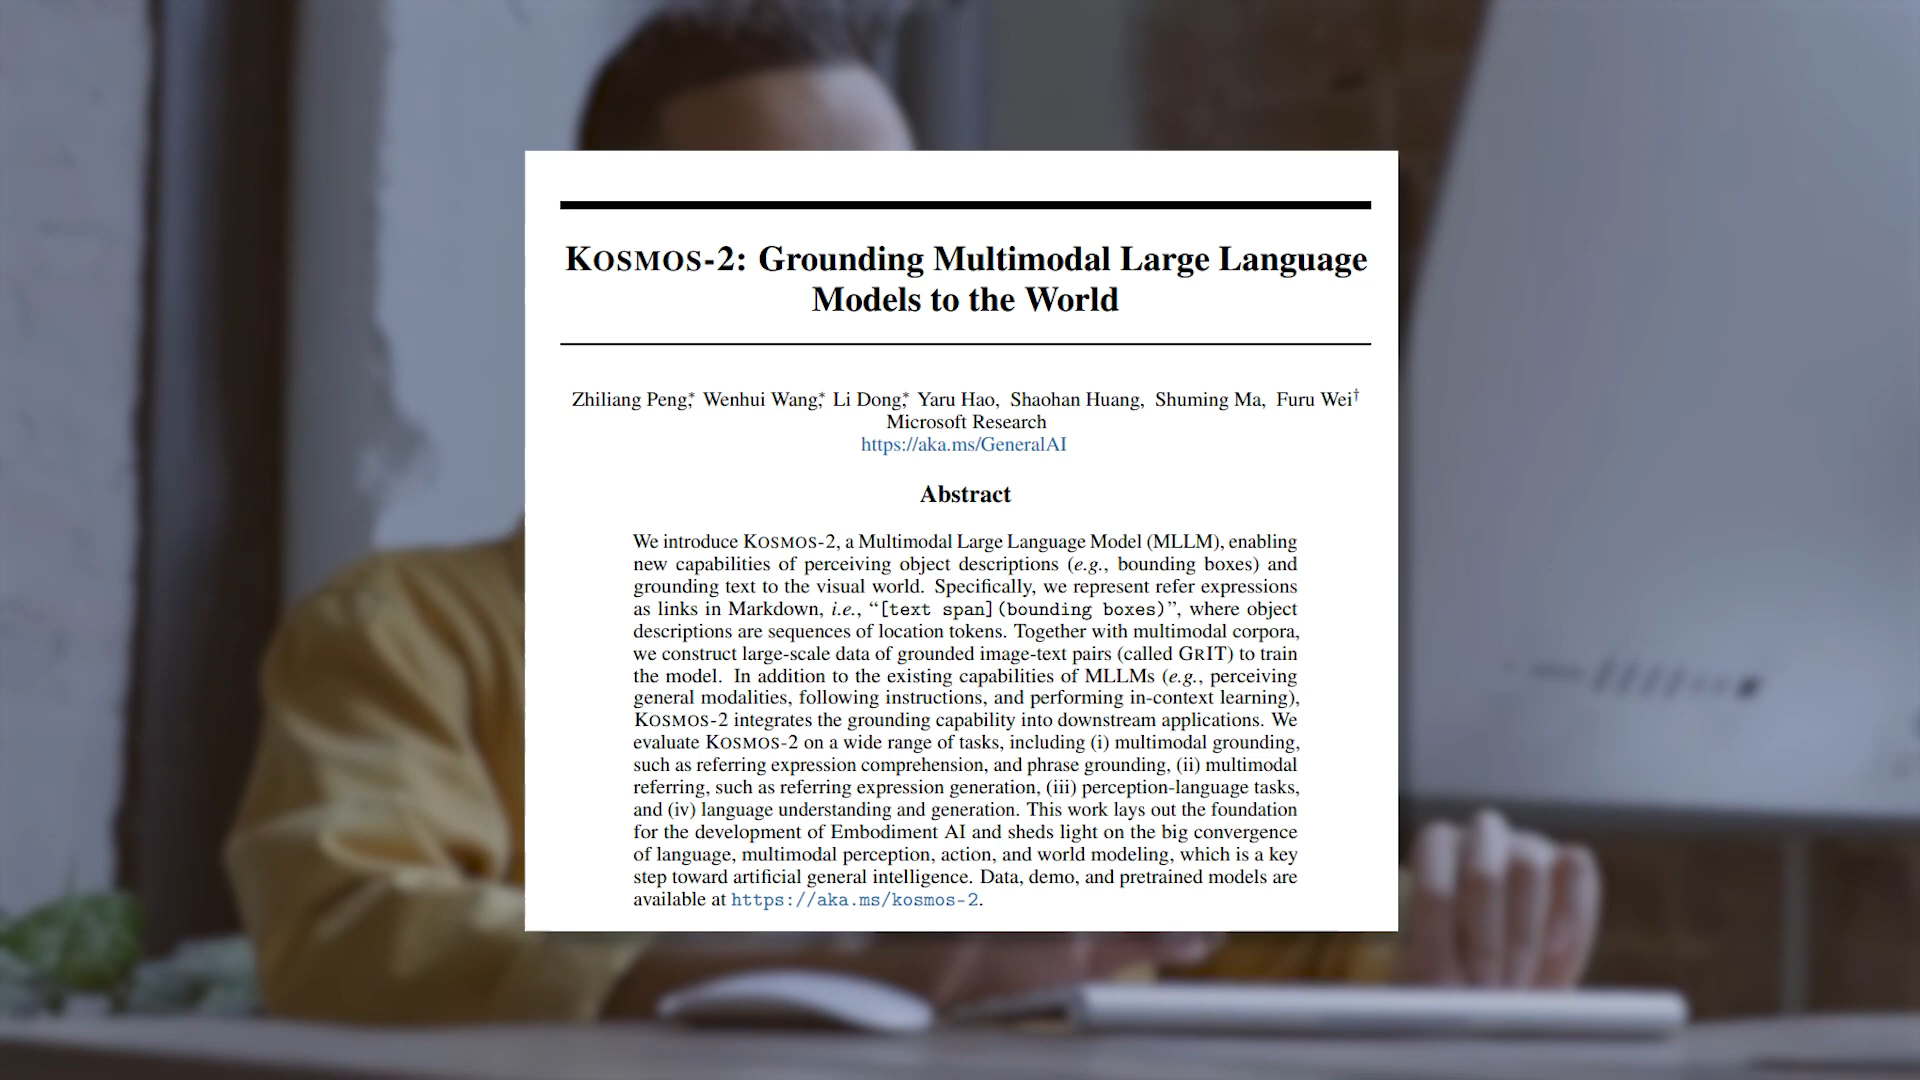 KOSMOS-2: Grounding Multimodal Large Language
Models to the World
Zhiliang Peng,* Wenhui Wang,* Li Dong,* Yaru Hao, Shaohan Huang, Shuming Ma, Furu Wei†
Microsoft Research
https://aka.ms/GeneralAI
Abstract
We introduce KOSMOS-2, a Multimodal Large Language Model (MLLM), enabling
new capabilities of perceiving object descriptions (e.g., bounding boxes) and
grounding text to the visual world. Specifically, we represent refer expressions
as links in Markdown, i.e., “[text span](bounding boxes)”, where object
descriptions are sequences of location tokens. Together with multimodal corpora,
we construct large-scale data of grounded image-text pairs (called GRIT) to train
the model. In addition to the existing capabilities of MLLMs (e.g., perceiving
general modalities, following instructions, and performing in-context learning),
KOSMOS-2 integrates the grounding capability into downstream applications. We
evaluate KOSMOS-2 on a wide range of tasks, including (i) multimodal grounding,
such as referring expression comprehension, and phrase grounding, (ii) multimodal
referring, such as referring expression generation, (iii) perception-language tasks,
and (iv) language understanding and generation. This work lays out the foundation
for the development of Embodiment AI and sheds light on the big convergence
of language, multimodal perception, action, and world modeling, which is a key
step toward artificial general intelligence. Data, demo, and pretrained models are
available at https://aka.ms/kosmos-2.